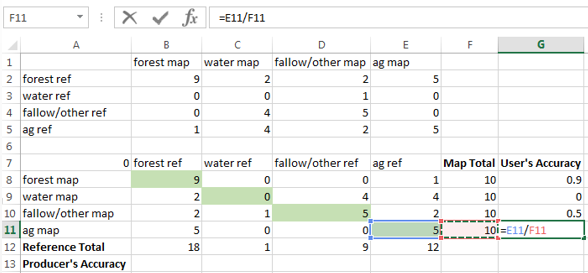 F11 fx =E11/F11
A B C D E F G
1 forest map water map fallow/other map ag map
2 forest ref 9 2 2 5
3 water ref 0 0 1 0
4 fallow/other ref 0 4 5 0
5 ag ref 1 4 2 5
6
7 0 forest ref water ref fallow/other ref ag ref Map Total User's Accuracy
8 forest map 9 0 0 1 10 0.9
9 water map 2 0 4 4 10 0
10 fallow/other map 2 1 5 2 10 0.5
11 ag map 5 0 0 5 10 =E11/F11
12 Reference Total 18 1 9 12
13 Producer's Accuracy